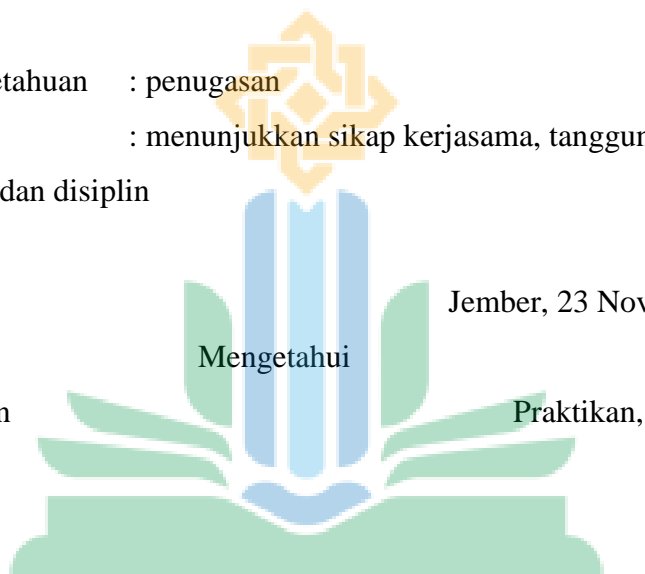 etahuan : penugasan
: menunjukkan sikap kerjasama, tanggun
dan disiplin
Jember, 23 Nov
Mengetahui
n Praktikan,